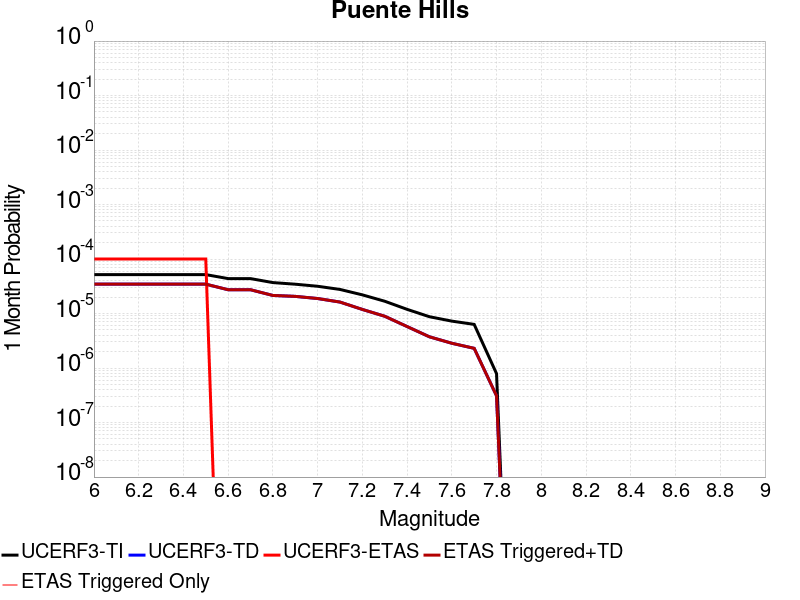 Puente Hills
10^0
10^-1
10^-2
10^-3
10^-4
10^-5
10^-6
10^-7
10^-8
1 Month Probability
6 6.2 6.4 6.6 6.8 7 7.2 7.4 7.6 7.8 8 8.2 8.4 8.6 8.8 9
Magnitude
UCERF3-TI UCERF3-TD UCERF3-ETAS ETAS Triggered+TD
ETAS Triggered Only